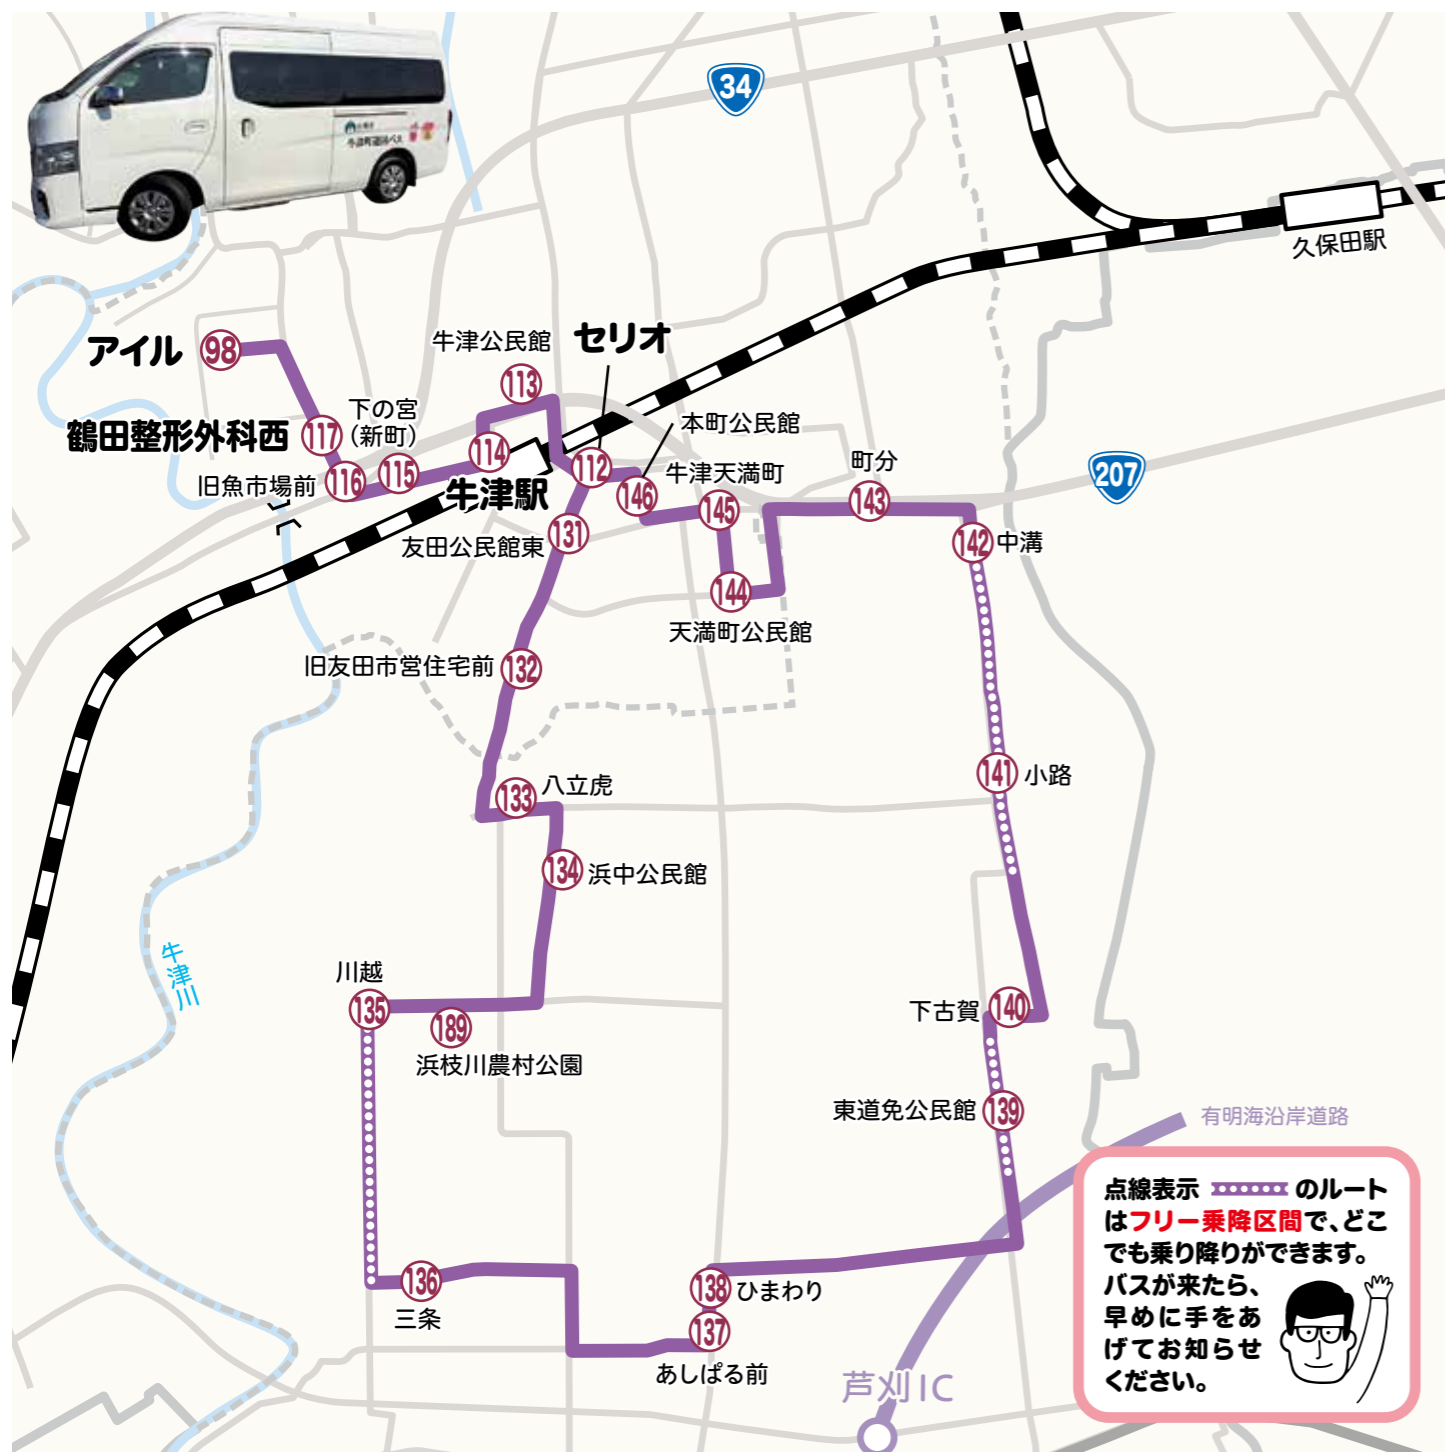 牛津町巡回バス
34
久保田駅
牛津公民館
セリオ
アイル
98
113
下の宮
(新町)
鶴田整形外科西
117
114
本町公民館
旧魚市場前
116
115
牛津駅
112
146
牛津天満町
145
町分
143
207
友田公民館東
131
142
中溝
144
天満町公民館
旧友田市営住宅前
132
133
八立虎
141
小路
134
浜中公民館
牛津川
川越
135
189
浜枝川農村公園
下古賀
140
東道免公民館
139
有明海沿岸道路
136
三条
138
ひまわり
137
あしぱる前
芦刈IC
点線表示 のルート
はフリー乗降区間で、どこ
でも乗り降りができます。
バスが来たら、
早めに手をあ
げてお知らせ
ください。